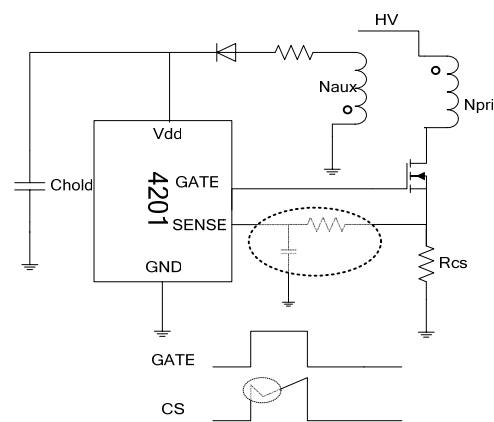 HV
Naux
Npri
Vdd
Chold
4201
GATE
SENSE
GND
Rcs
GATE
CS